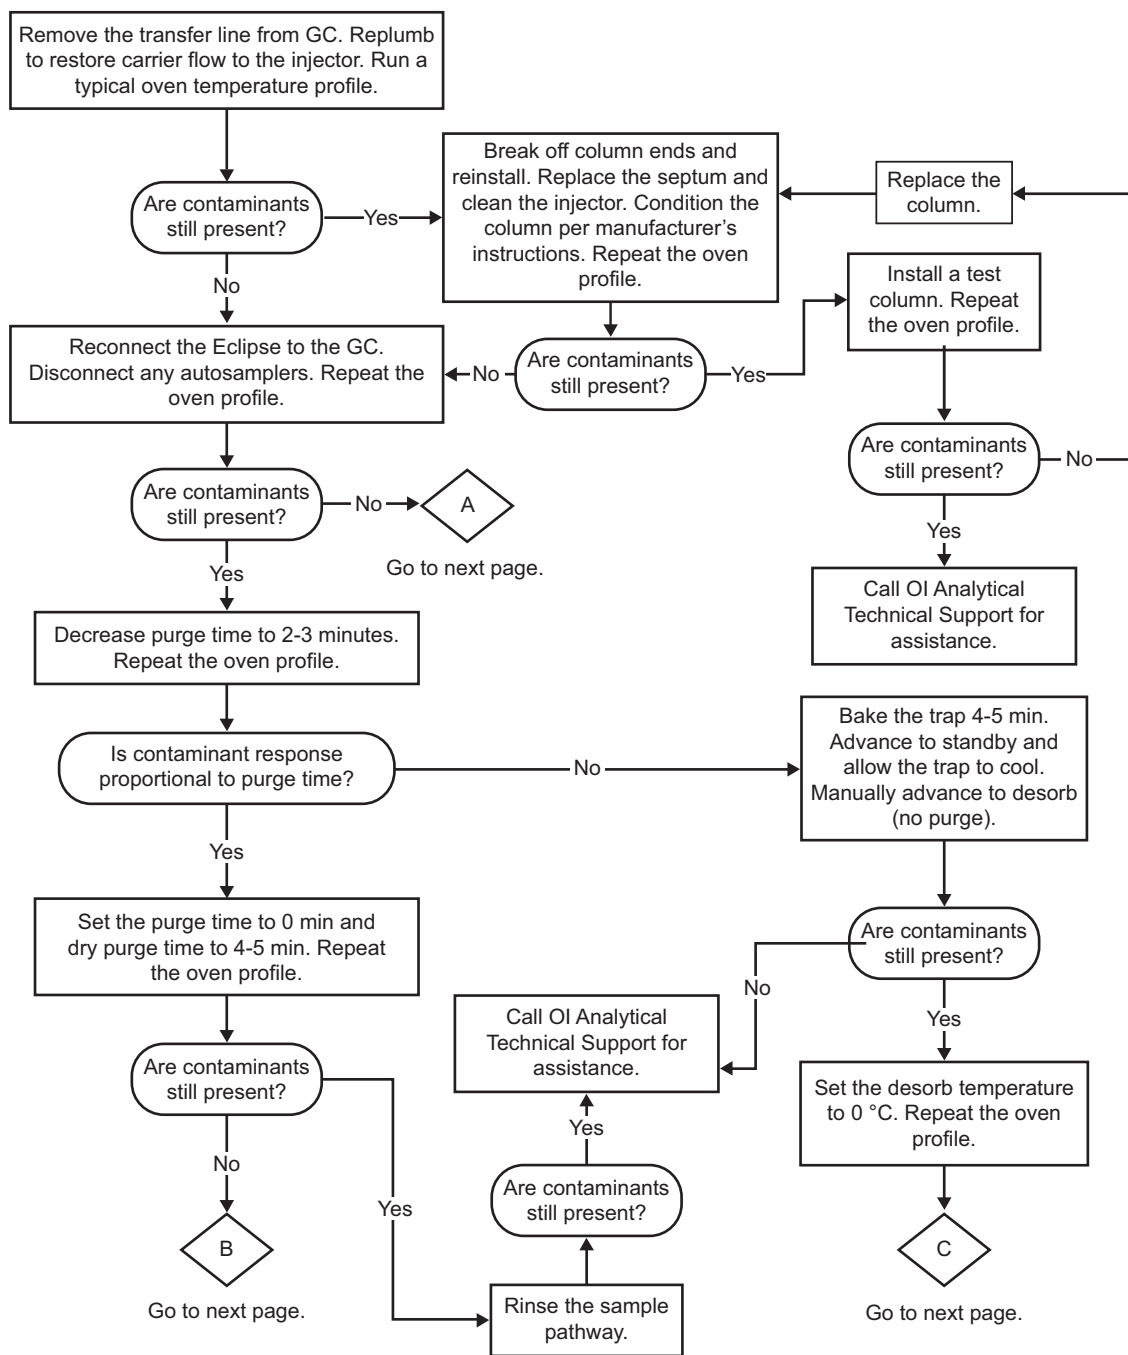 Remove the transfer line from GC. Replumb
to restore carrier flow to the injector. Run a
typical oven temperature profile.
Are contaminants
still present?
Yes
No
Break off column ends and
reinstall. Replace the septum and
clean the injector. Condition the
column per manufacturer’s
instructions. Repeat the oven
profile.
Replace the
column.
Install a test
column. Repeat
the oven profile.
Reconnect the Eclipse to the GC.
Disconnect any autosamplers. Repeat the
oven profile.
No
Are contaminants
still present?
Yes
Are contaminants
still present?
No
Yes
Call OI Analytical
Technical Support for
assistance.
Are contaminants
still present?
No
A
Go to next page.
Yes
Decrease purge time to 2-3 minutes.
Repeat the oven profile.
Is contaminant response
proportional to purge time?
No
Bake the trap 4-5 min.
Advance to standby and
allow the trap to cool.
Manually advance to desorb
(no purge).
Yes
Set the purge time to 0 min and
dry purge time to 4-5 min. Repeat
the oven profile.
Are contaminants
still present?
No
Yes
Call OI Analytical
Technical Support for
assistance.
Set the desorb temperature
to 0 °C. Repeat the oven
profile.
Are contaminants
still present?
No
Yes
Yes
Are contaminants
still present?
B
Go to next page.
Rinse the sample
pathway.
C
Go to next page.